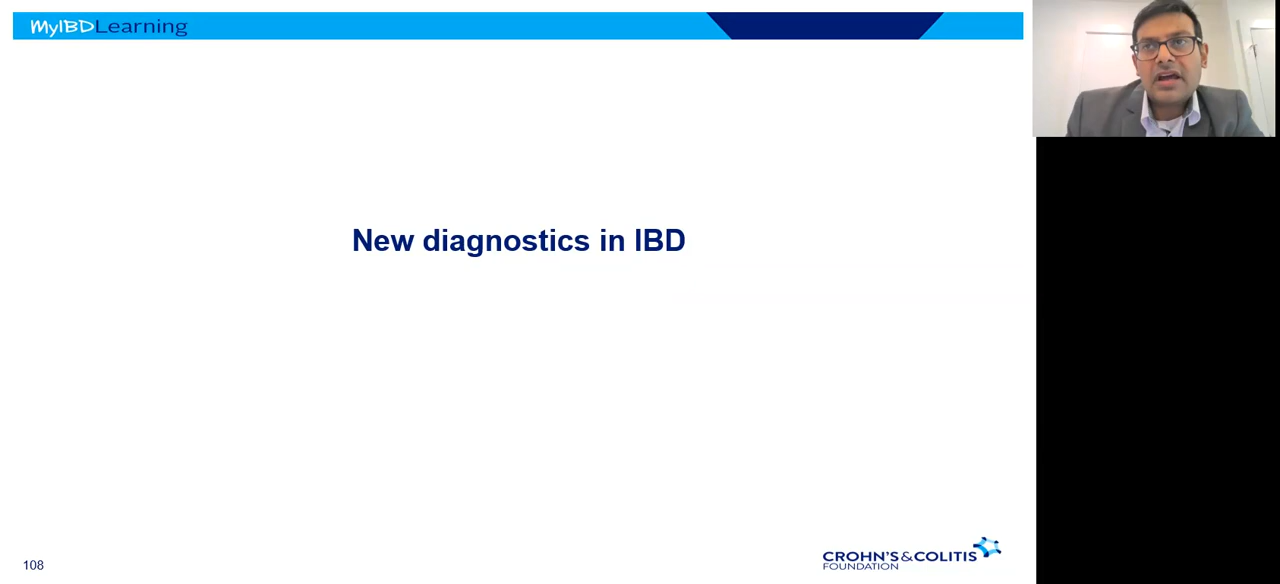 MyIBDLearning
New diagnostics in IBD
108
CROHN'S&COLITIS
FOUNDATION